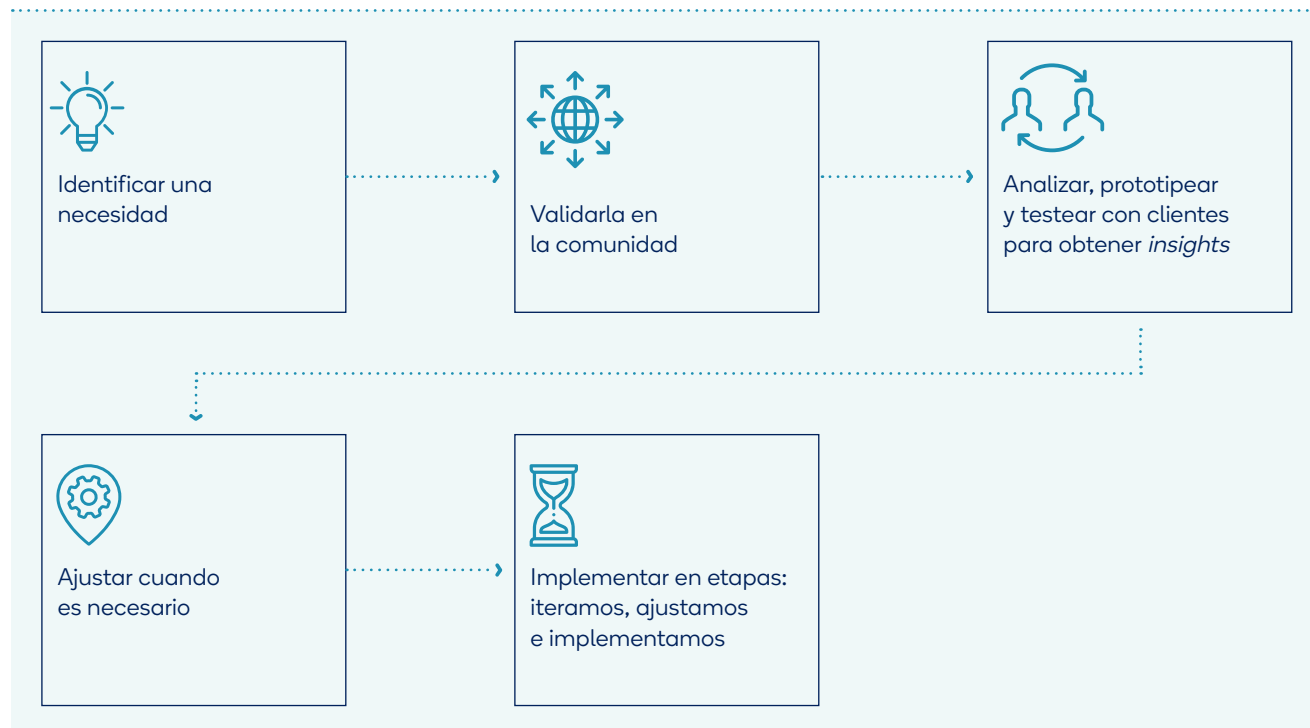 Identificar una
necesidad
Validarla en
la comunidad
Analizar, prototipear
y testear con clientes
para obtener insights
Ajustar cuando
es necesario
Implementar en etapas:
iteramos, ajustamos
e implementamos